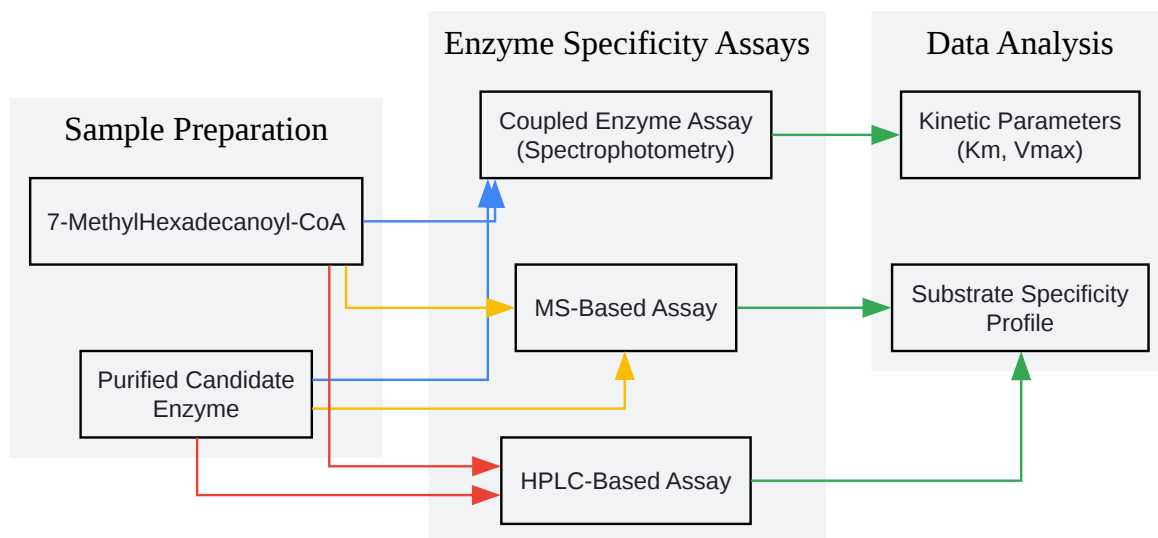 Sample Preparation
7-MethylHexadecanoyl-CoA
Purified Candidate
Enzyme
Enzyme Specificity Assays
Coupled Enzyme Assay
(Spectrophotometry)
MS-Based Assay
HPLC-Based Assay
Data Analysis
Kinetic Parameters
(Km, Vmax)
Substrate Specificity
Profile